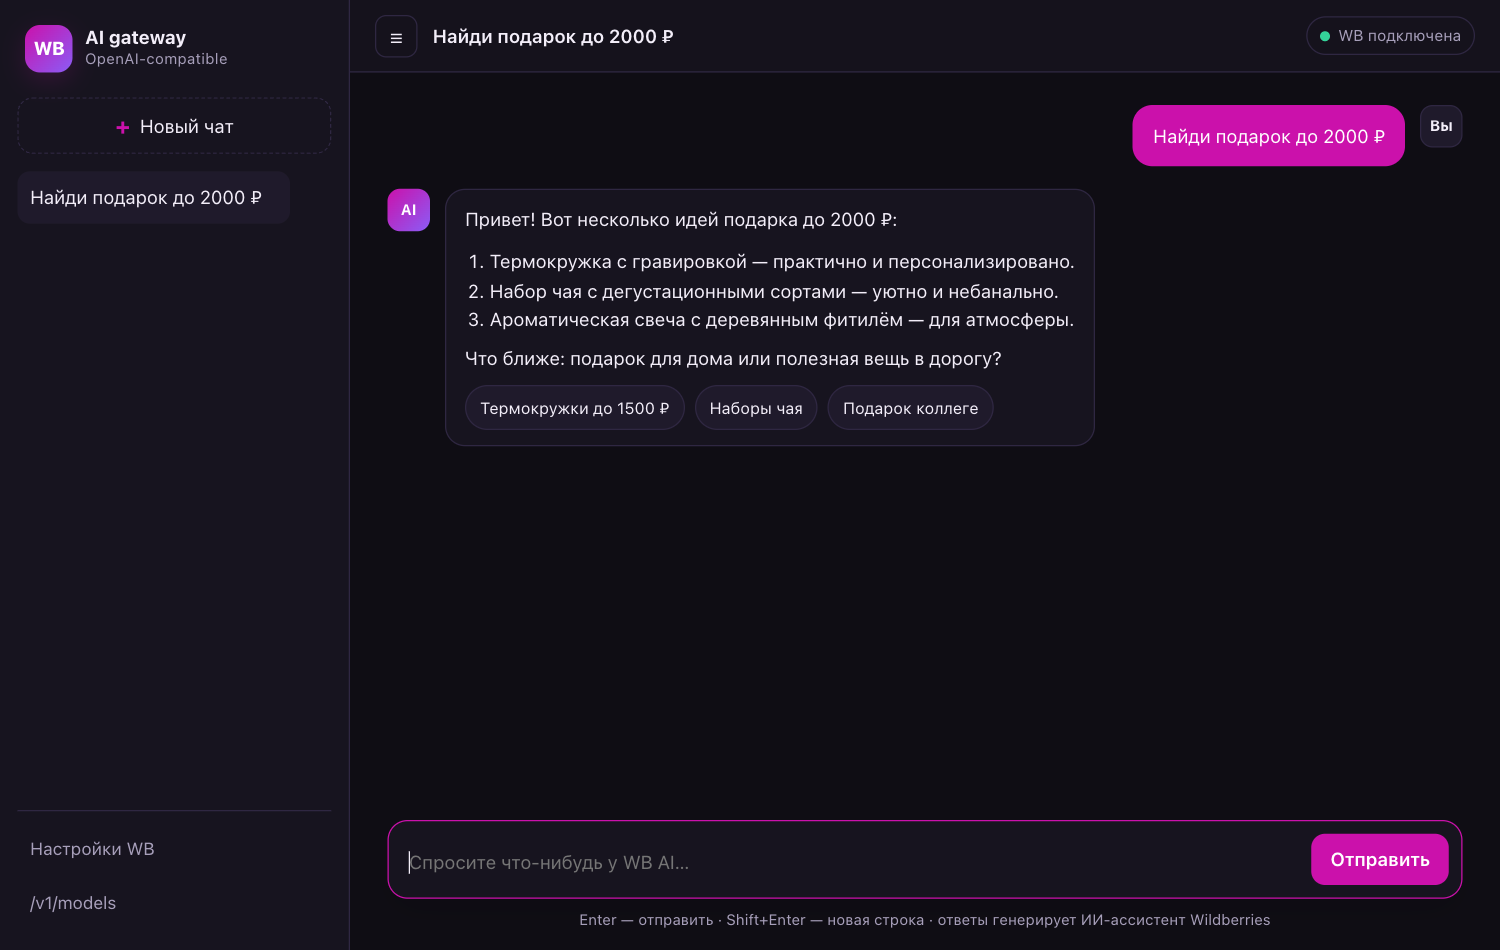 WB
AI gateway
OpenAI-compatible
+ Новый чат
Найди подарок до 2000 ₽
Настройки WB
/v1/models
≡ Найди подарок до 2000 ₽
WB подключена
Найди подарок до 2000 ₽
Вы
AI
Привет! Вот несколько идей подарка до 2000 ₽:
1. Термокружка с гравировкой — практично и персонализировано.
2. Набор чая с дегустационными сортами — уютно и небанально.
3. Ароматическая свеча с деревянным фитилём — для атмосферы.
Что ближе: подарок для дома или полезная вещь в дорогу?
Термокружки до 1500 ₽
Наборы чая
Подарок коллеге
Спросите что-нибудь у WB AI...
Отправить
Enter — отправить · Shift+Enter — новая строка · ответы генерирует ИИ-ассистент Wildberries